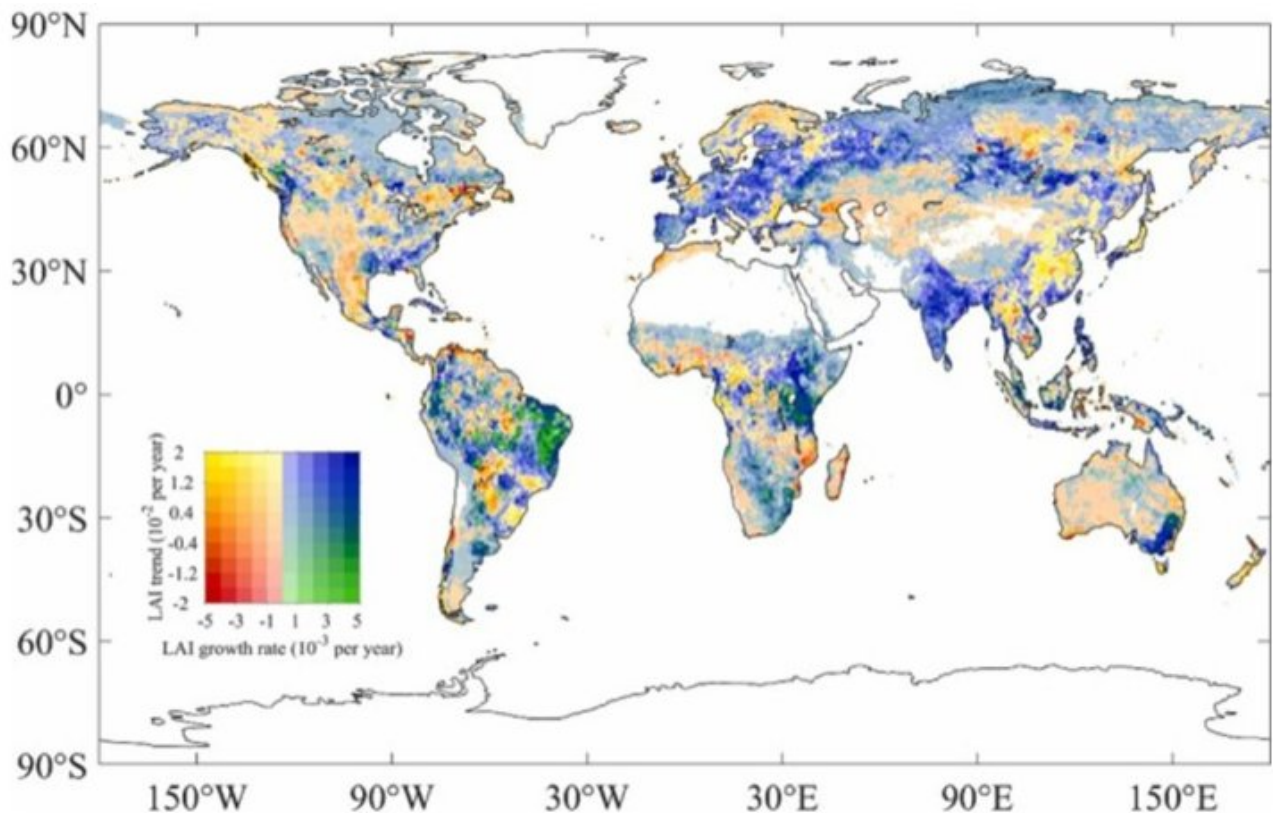 90°N
60°N
30°N
0°
30°S
60°S
90°S
150°W
90°W
30°W
30°E
90°E
150°E
LAI trend (10⁻² per year)
2
1.2
0.4
-0.4
-1.2
-2
-5
-3
-1
1
3
5
LAI growth rate (10⁻³ per year)